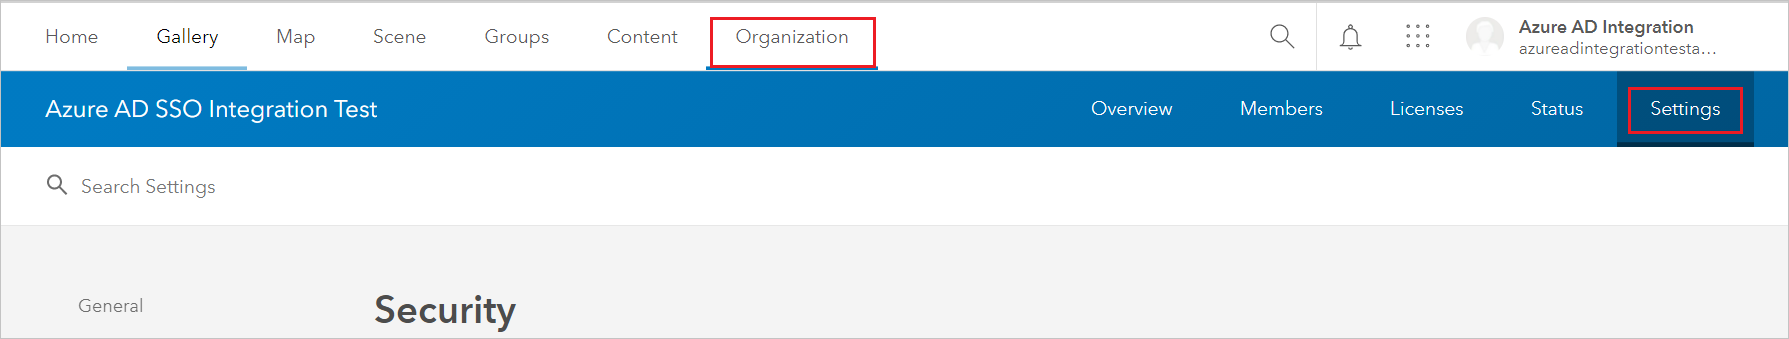 Home Gallery Map Scene Groups Content Organization Azure AD Integration
azureadintegrationtesta...
Azure AD SSO Integration Test Overview Members Licenses Status Settings
Search Settings
General
Security